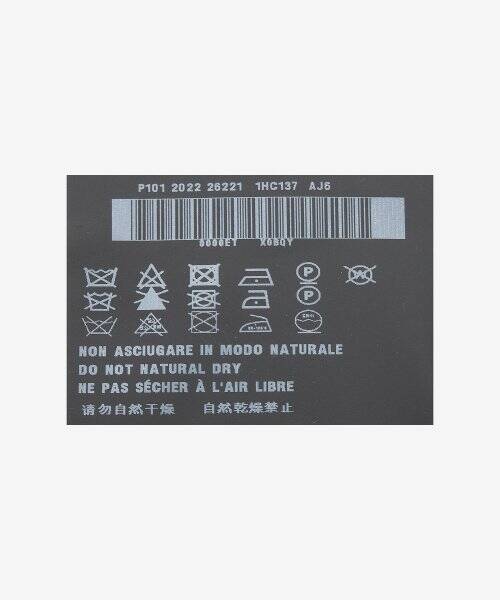 P101 2022 26221 1HC137 AJ6
X0BQY
P
P
W
NON ASCIUGARE IN MODO NATURALE
DO NOT NATURAL DRY
NE PAS SÉCHER À L'AIR LIBRE
请勿自然干燥 自然乾燥禁止